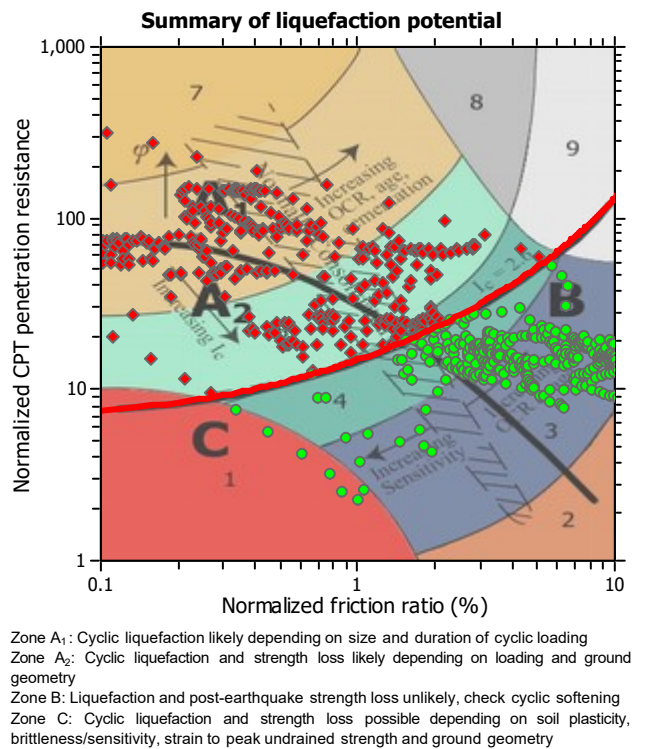 Summary of liquefaction potential
1,000
7
8
9
φ
A1
Increasing
OCR, age,
cementation
100
Ic = 2.6
A2
B
Increasing Ic
10
4
C
Increasing
Sensitivity
3
1
2
1
0.1
1
10
Normalized CPT penetration resistance
Normalized friction ratio (%)
Zone A1: Cyclic liquefaction likely depending on size and duration of cyclic loading
Zone A2: Cyclic liquefaction and strength loss likely depending on loading and ground
geometry
Zone B: Liquefaction and post-earthquake strength loss unlikely, check cyclic softening
Zone C: Cyclic liquefaction and strength loss possible depending on soil plasticity,
brittleness/sensitivity, strain to peak undrained strength and ground geometry